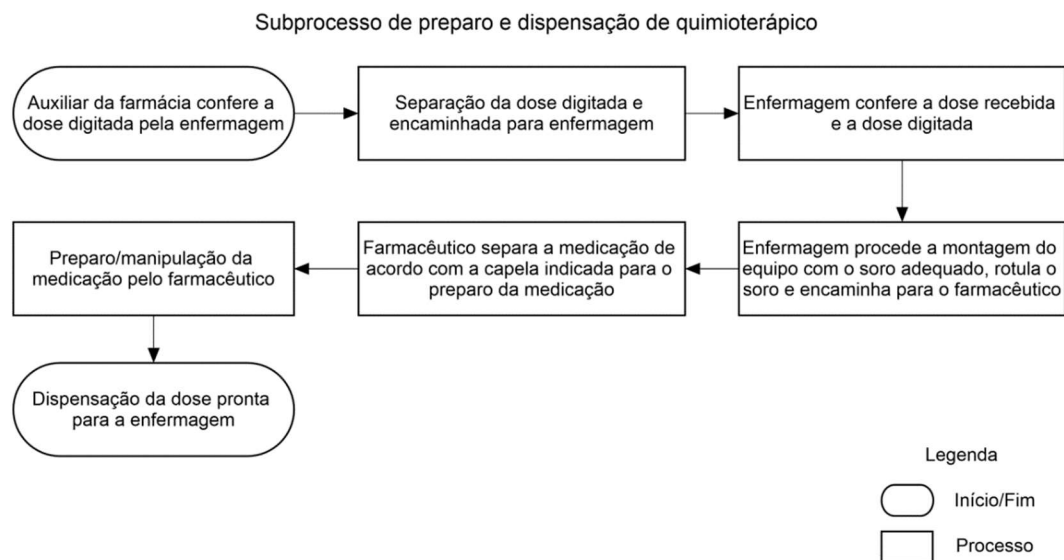 Subprocesso de preparo e dispensação de quimioterápico
Auxiliar da farmácia confere a
dose digitada pela enfermagem
Separação da dose digitada e
encaminhada para enfermagem
Enfermagem confere a dose recebida
e a dose digitada
Enfermagem procede a montagem do
equipo com o soro adequado, rotula o
soro e encaminha para o farmacêutico
Farmacêutico separa a medicação de
acordo com a capela indicada para o
preparo da medicação
Preparo/manipulação da
medicação pelo farmacêutico
Dispensação da dose pronta
para a enfermagem
Legenda
Início/Fim
Processo